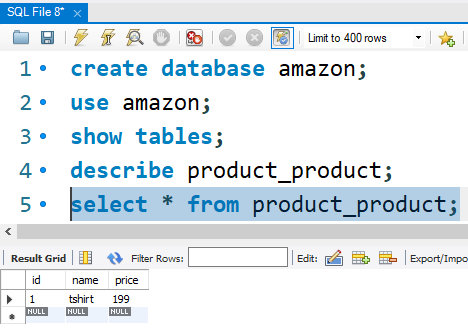 SQL File 8*
Limit to 400 rows
1 create database amazon;
2 use amazon;
3 show tables;
4 describe product_product;
5 select * from product_product;
Result Grid Filter Rows: Edit: Export/Impo
id name price
1 tshirt 199
NULL NULL NULL